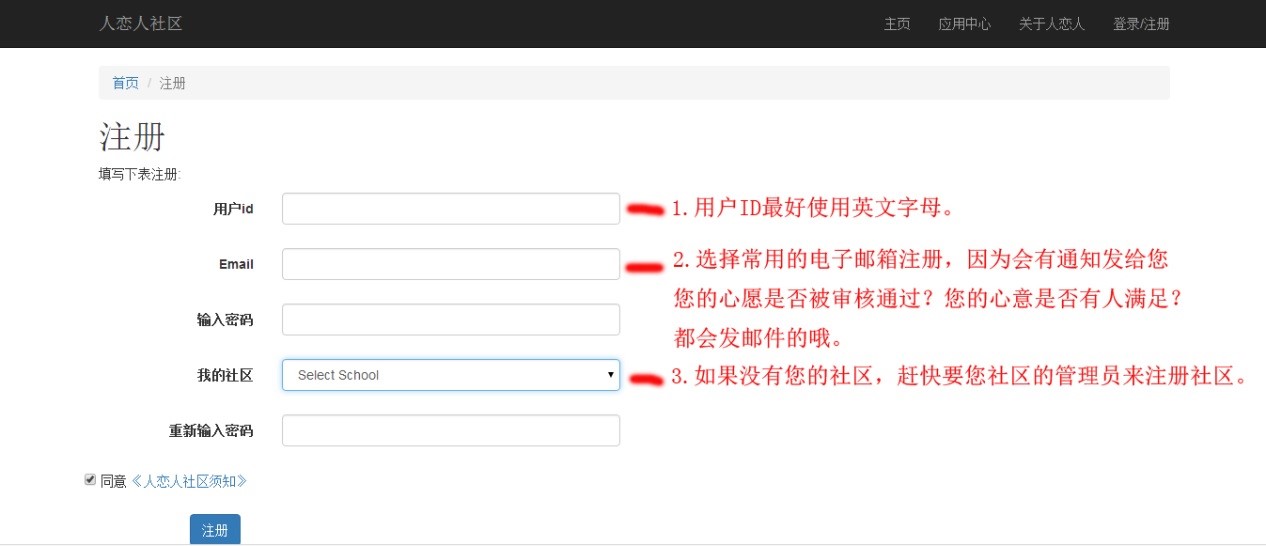 人恋人社区 主页 应用中心 关于人恋人 登录/注册
首页 / 注册
注册
填写下表注册:
用户id
1.用户ID最好使用英文字母。
Email
2.选择常用的电子邮箱注册，因为会有通知发给您
您的心愿是否被审核通过？您的心意是否有人满足？
都会发邮件的哦。
输入密码
我的社区 Select School
3.如果没有您的社区，赶快要您社区的管理员来注册社区。
重新输入密码
同意《人恋人社区须知》
注册